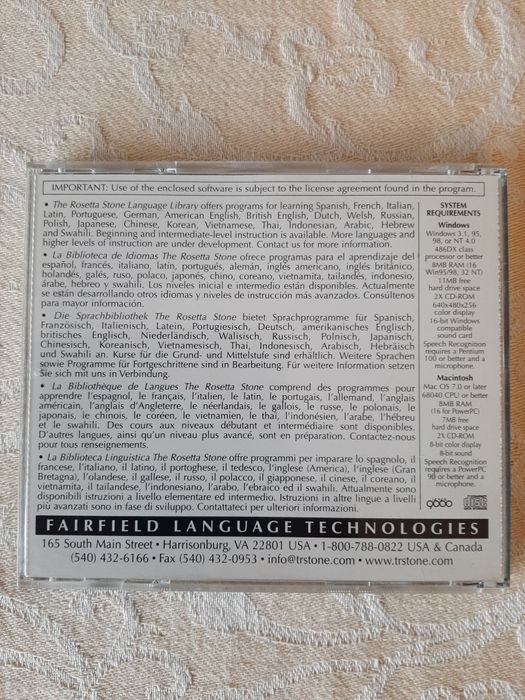 IMPORTANT: Use of the enclosed software is subject to the license agreement found in the program.
• The Rosetta Stone Language Library offers programs for learning Spanish, French, Italian,
Latin, Portuguese, German, American English, British English, Dutch, Welsh, Russian,
Polish, Japanese, Chinese, Korean, Vietnamese, Thai, Indonesian, Arabic, Hebrew
and Swahili. Beginning and intermediate-level instruction is available. More languages and
higher levels of instruction are under development. Contact us for more information.
• La Biblioteca de Idiomas The Rosetta Stone ofrece programas para el aprendizaje del
español, francés, italiano, latín, portugués, alemán, inglés americano, inglés británico,
holandés, galés, ruso, polaco, japonés, chino, coreano, vietnamita, tailandés, indonesio,
árabe, hebreo y swahili. Los niveles inicial e intermedio están disponibles. Actualmente
se están desarrollando otros idiomas y niveles de instrucción más avanzados. Consúltenos
para mayor información.
• Die Sprachbibliothek The Rosetta Stone bietet Sprachprogramme für Spanisch,
Französisch, Italienisch, Latein, Portugiesisch, Deutsch, amerikanisches Englisch,
britisches Englisch, Niederländisch, Walisisch, Russisch, Polnisch, Japanisch,
Chinesisch, Koreanisch, Vietnamesisch, Thai, Indonesisch, Arabisch, Hebräisch
und Swahili an. Kurse für die Grund- und Mittelstufe sind erhältlich. Weitere Sprachen
sowie Programme für Fortgeschrittene sind in Bearbeitung. Für weitere Information setzen
Sie sich mit uns in Verbindung.
• La Bibliothèque de Langues The Rosetta Stone comprend des programmes pour
apprendre l'espagnol, le français, l'italien, le latin, le portugais, l'allemand, l'anglais
américain, l'anglais d'Angleterre, le néerlandais, le gallois, le russe, le polonais,
le japonais, le chinois, le coréen, le vietnamien, le thai, l'indonésien, l'arabe, l'hébreu
et le swahili. Des cours aux niveaux débutant et intermédiaire sont disponibles.
D'autres langues, ainsi qu'un niveau plus avancé, sont en préparation. Contactez-nous
pour tous renseignements.
• La Biblioteca Linguistica The Rosetta Stone offre programmi per imparare lo spagnolo, il
francese, l'italiano, il latino, il portoghese, il tedesco, l'inglese (America), l'inglese (Gran
Bretagna), l'olandese, il gallese, il russo, il polacco, il giapponese, il cinese, il coreano, il
vietnamita, il tailandese, l'indonesiano, l'arabo, l'ebraico ed il swahili. Attualmente sono
disponibili istruzioni a livello elementare ed intermedio. Istruzioni in altre lingue a livelli
più avanzati sono in fase di sviluppo. Contattateci per ulteriori informazioni.
SYSTEM
REQUIREMENTS
Windows
Windows 3.1, 95,
98, or NT 4.0
486DX class
processor or better
8MB RAM (16
Win95/98, 32 NT)
11MB free
hard drive space
2X CD-ROM
640x480x256
color display
16-bit Windows
compatible
sound card
Speech Recognition
requires a Pentium
100 or better and a
microphone.
Macintosh
Mac OS 7.0 or later
68040 CPU or better
8MB RAM
(16 for PowerPC)
7MB free
hard drive space
2X CD-ROM
8-bit color display
8-bit sound
Speech Recognition
requires a PowerPC
90 or better and a
microphone.
FAIRFIELD LANGUAGE TECHNOLOGIES
165 South Main Street • Harrisonburg, VA 22801 USA • 1-800-788-0822 USA & Canada
(540) 432-6166 • Fax (540) 432-0953 • info@trstone.com • www.trstone.com